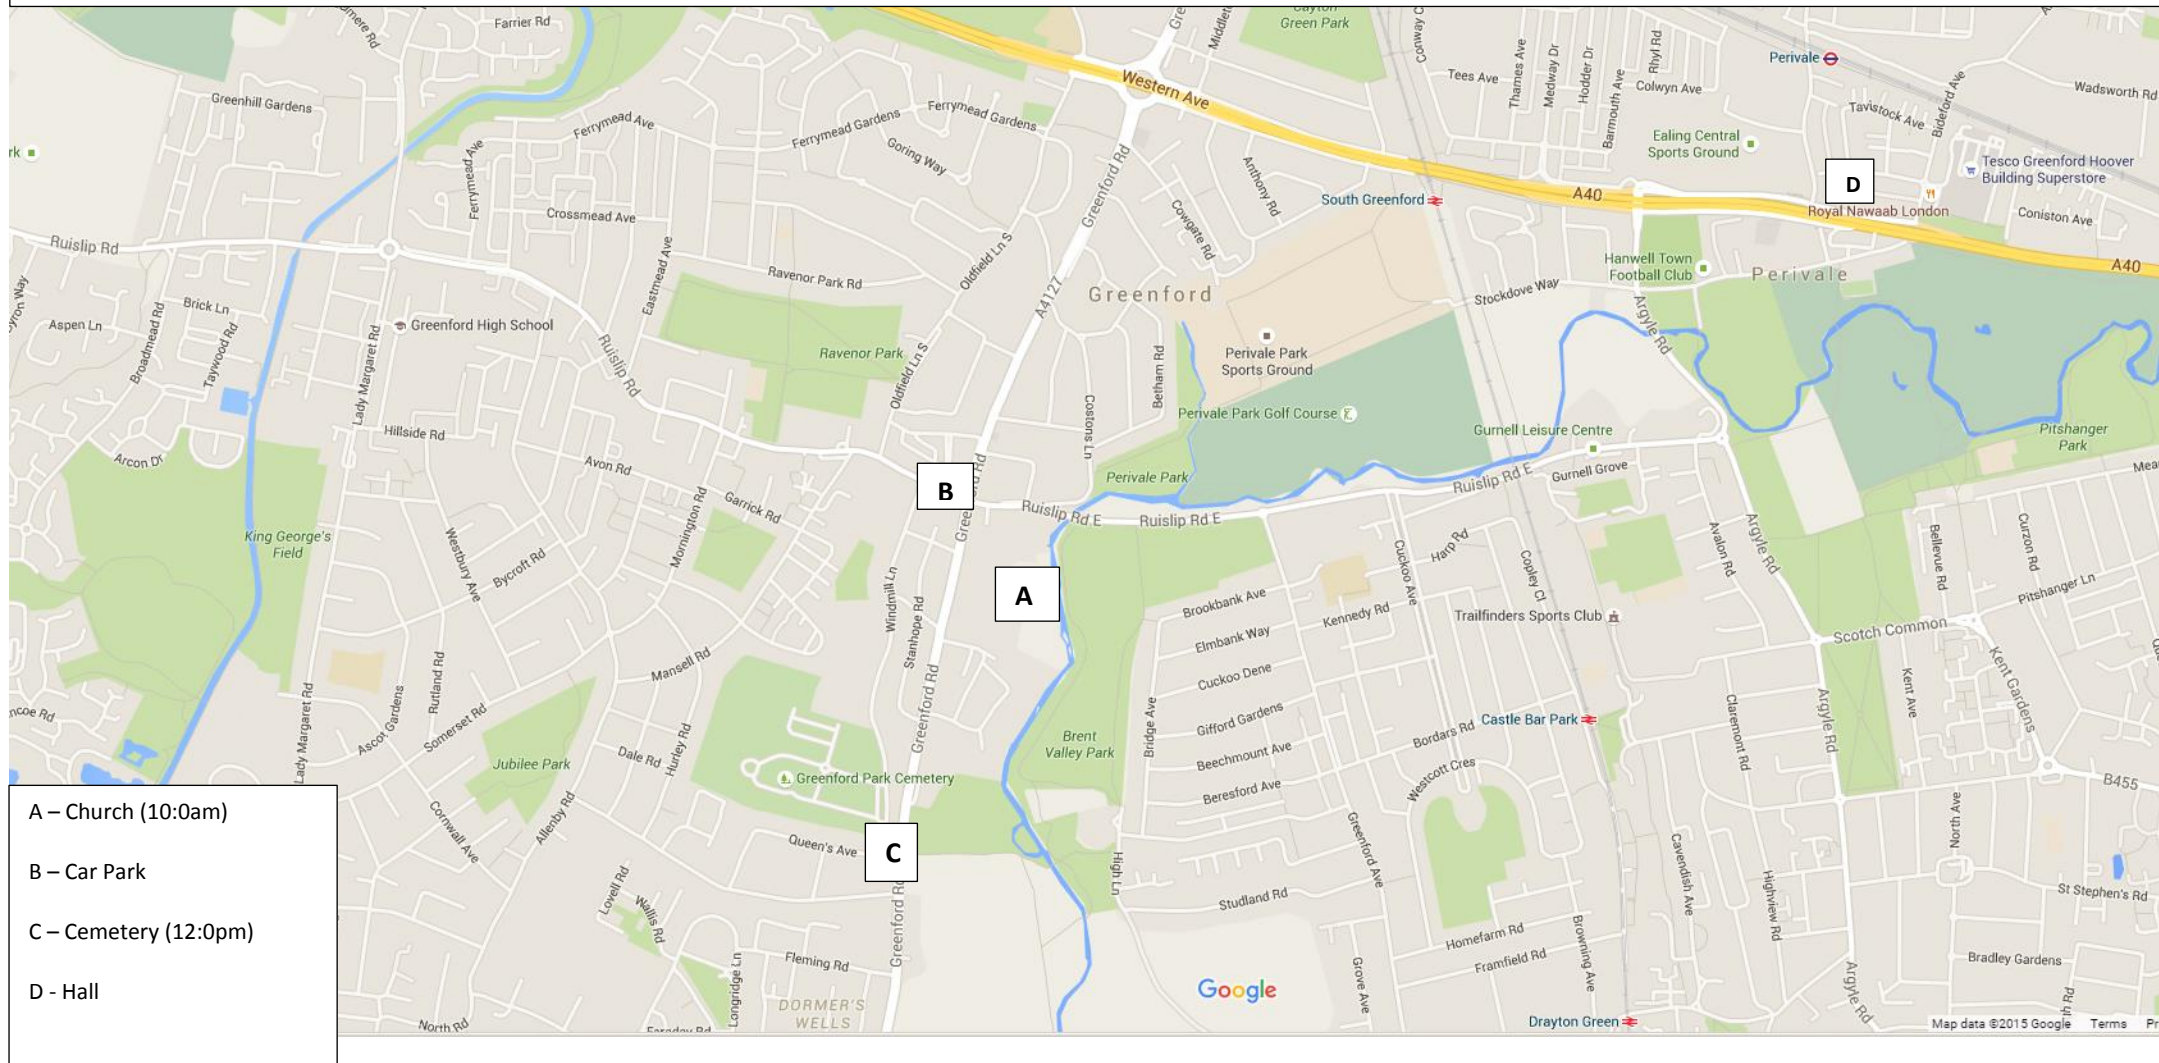 Farrier Rd
Green Park
Greenhill Gardens
Western Ave
Tees Ave
Thames Ave
Medway Dr
Hodder Dr
Barmouth Ave
Rhyl Rd
Colwyn Ave
Perivale
Wadsworth Rd
Tavistock Ave
Bideford Ave
Ferrymead Ave
Ferrymead Gardens
Ferrymead Gardens
Goring Way
Greenford Rd
Anthony Rd
Ealing Central
Sports Ground
Tesco Greenford Hoover
Building Superstore
D
Royal Nawaab London
Coniston Ave
Ferrymead Ave
Crossmead Ave
Cowgate Rd
South Greenford
A40
A40
Ruislip Rd
Eastmead Ave
Ravenor Park Rd
Oldfield Ln S
A4127
Greenford
Hanwell Town
Football Club
Perivale
Stockdove Way
Argyle Rd
Brick Ln
Aspen Ln
Broadmead Rd
Taywood Rd
Lady Margaret Rd
Greenford High School
Ruislip Rd
Ravenor Park
Oldfield Ln S
Betham Rd
Costons Ln
Perivale Park
Sports Ground
Perivale Park Golf Course
Gurnell Leisure Centre
Pitshanger
Park
Hillside Rd
Arcon Dr
Avon Rd
Garrick Rd
Mornington Rd
B
Perivale Park
Ruislip Rd E
Ruislip Rd E
Ruislip Rd E
Gurnell Grove
King George's
Field
Westbury Ave
Bycroft Rd
Windmill Ln
Stanhope Rd
A
Harp Rd
Cuckoo Ave
Copley Cl
Avalon Rd
Argyle Rd
Bellevue Rd
Curzon Rd
Pitshanger Ln
Brookbank Ave
Elmbank Way
Kennedy Rd
Cuckoo Dene
Trailfinders Sports Club
Scotch Common
Kent Gardens
Kent Ave
Mansell Rd
Rutland Rd
Ascot Gardens
Somerset Rd
Lady Margaret Rd
Jubilee Park
Dale Rd
Hurley Rd
Greenford Rd
Greenford Park Cemetery
Brent
Valley Park
Bridge Ave
Gifford Gardens
Beechmount Ave
Beresford Ave
Bordars Rd
Westcott Cres
Castle Bar Park
Claremont Rd
Argyle Rd
B455
Cornwall Ave
Allenby Rd
Queen's Ave
C
High Ln
Greenford Ave
Cavendish Ave
North Ave
Highview Rd
St Stephen's Rd
Lovell Rd
Wallis Rd
Greenford Rd
Studland Rd
Homefarm Rd
Framfield Rd
Browning Ave
Bradley Gardens
Fleming Rd
Longridge Ln
DORMER'S
WELLS
North Rd
Grove Ave
Argyle Rd
Drayton Green
Google
Map data ©2015 Google
Terms
A – Church (10:0am)
B – Car Park
C – Cemetery (12:0pm)
D - Hall